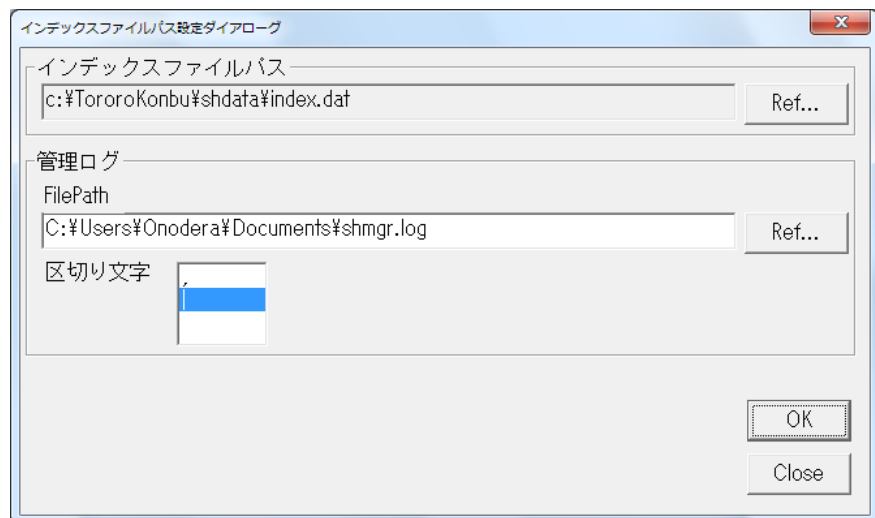 インデックスファイルパス設定ダイアローグ
インデックスファイルパス
c:¥TororoKonbu¥shdata¥index.dat
Ref...
管理ログ
FilePath
C:¥Users¥Onodera¥Documents¥shmgr.log
Ref...
区切り文字
,
|
OK
Close